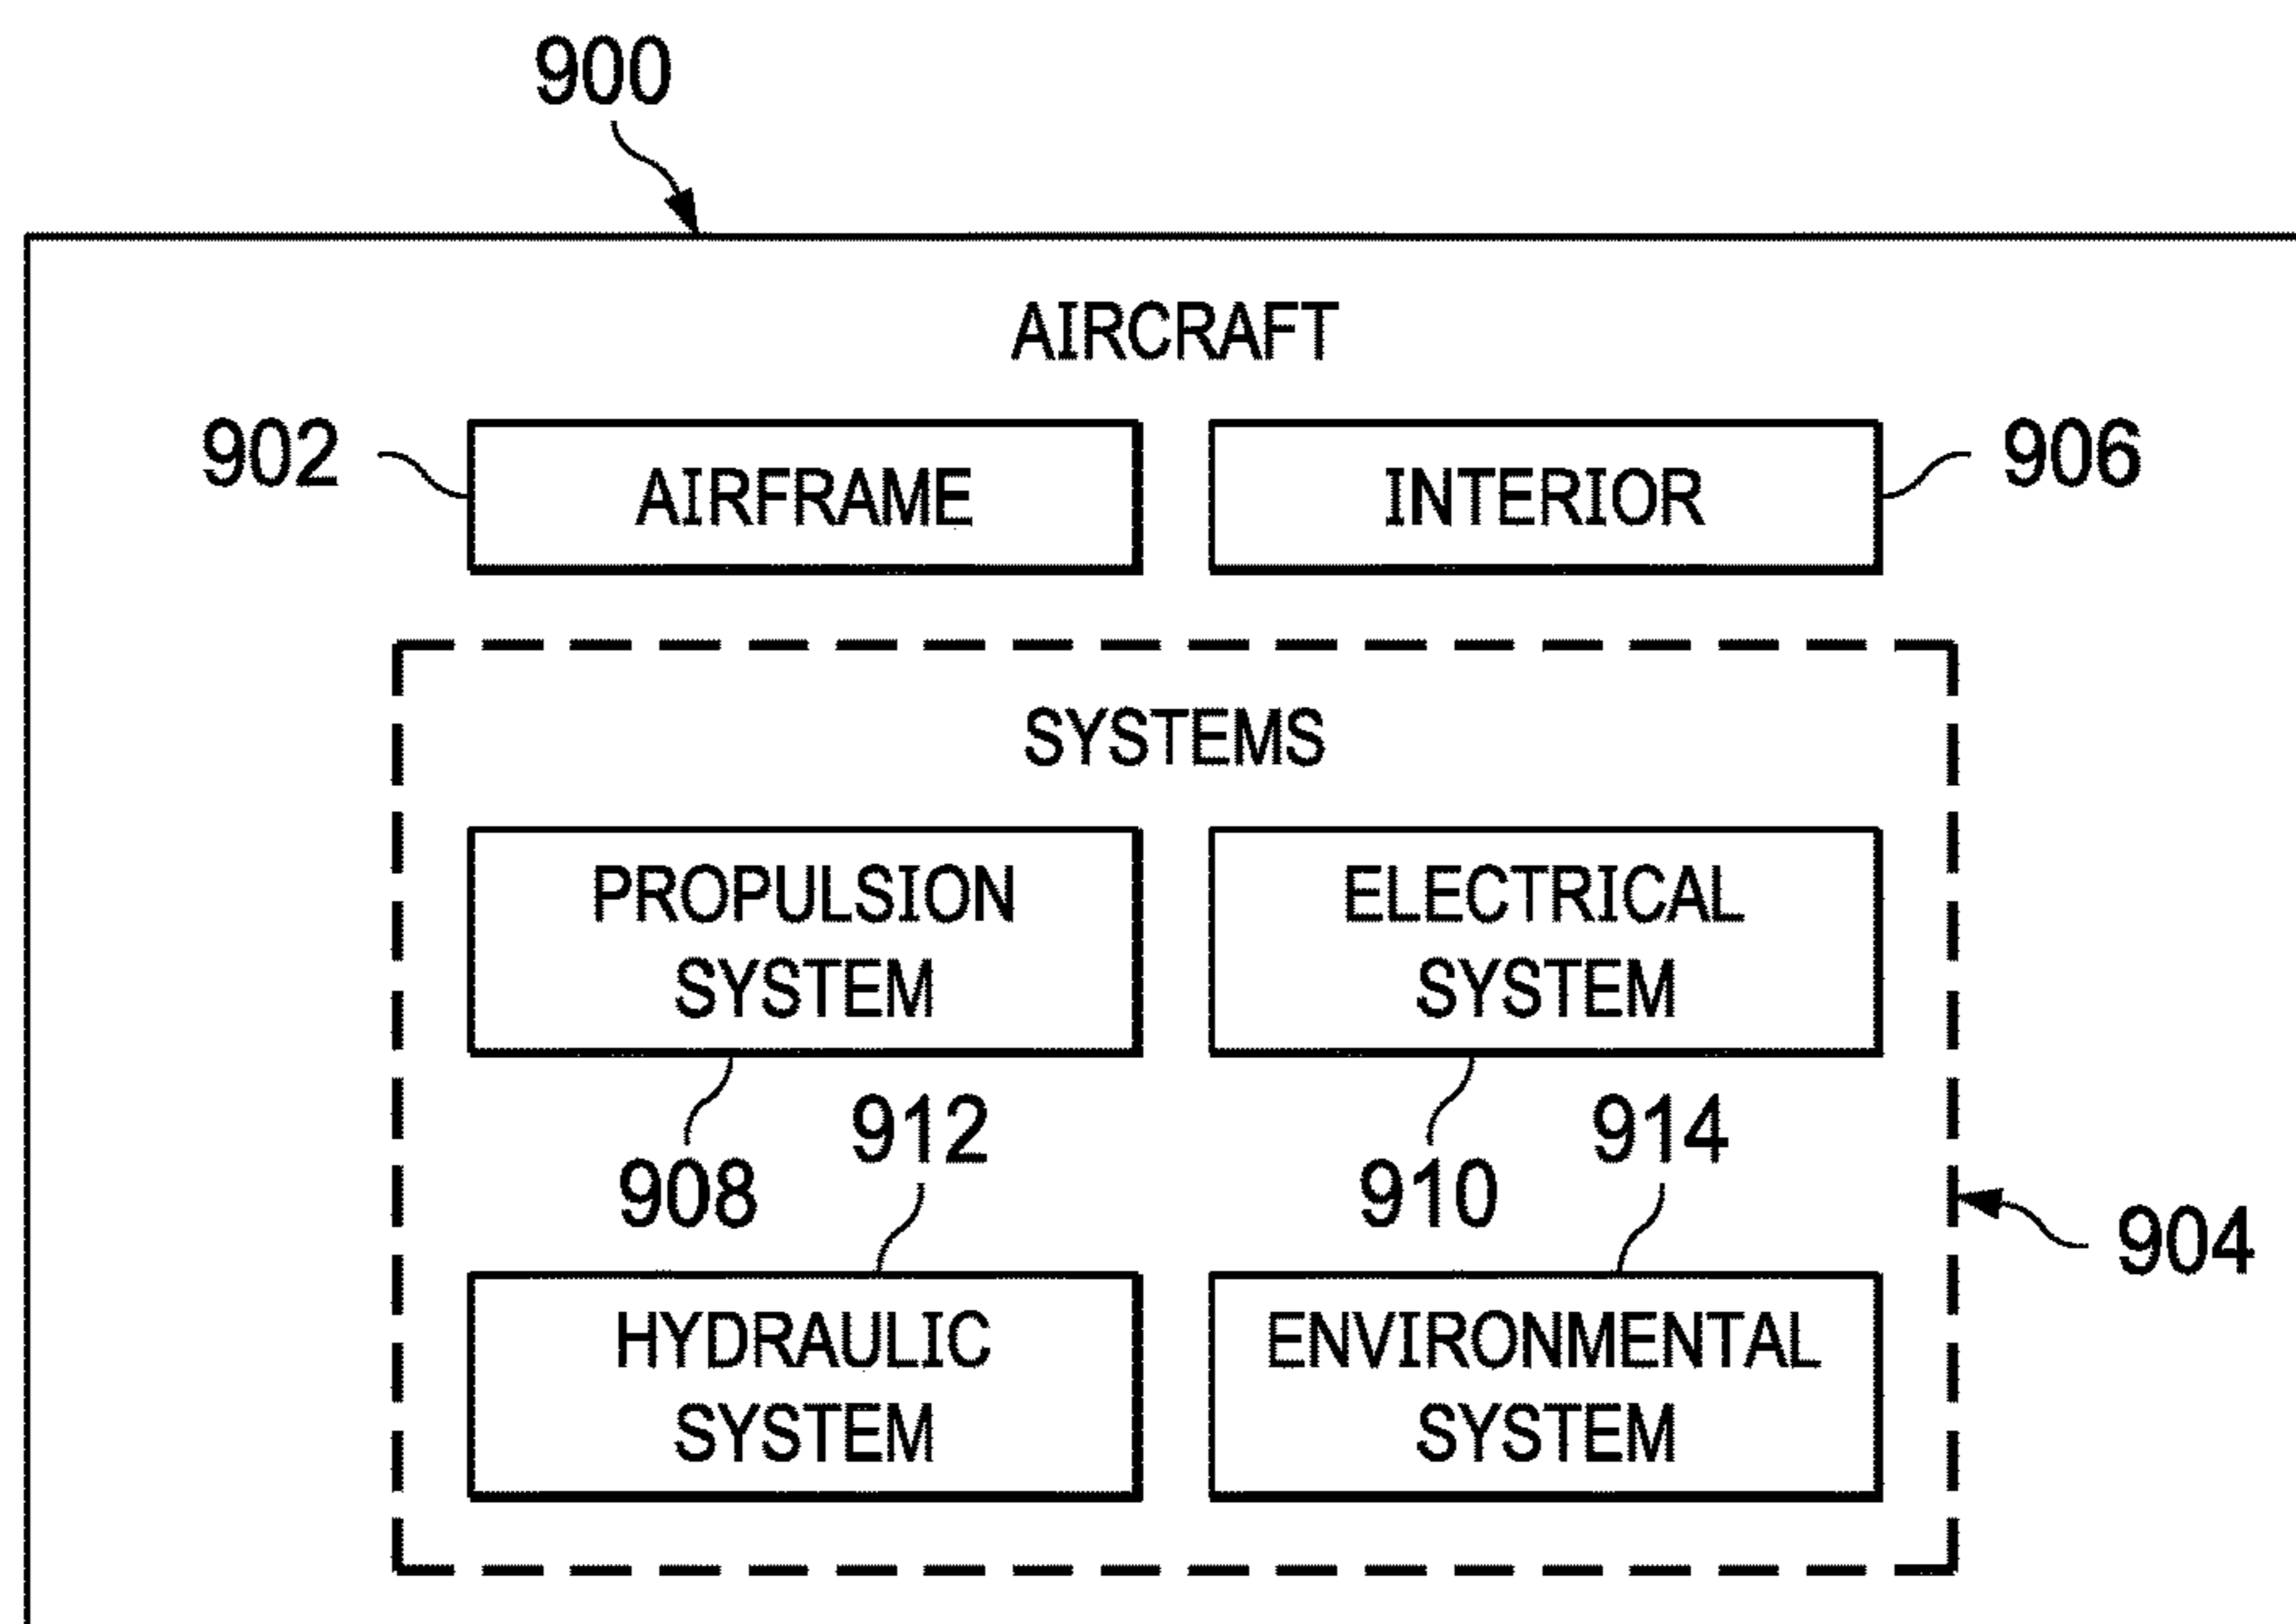 900
AIRCRAFT
902
AIRFRAME
INTERIOR
906
SYSTEMS
PROPULSION
SYSTEM
ELECTRICAL
SYSTEM
908
912
910
914
904
HYDRAULIC
SYSTEM
ENVIRONMENTAL
SYSTEM